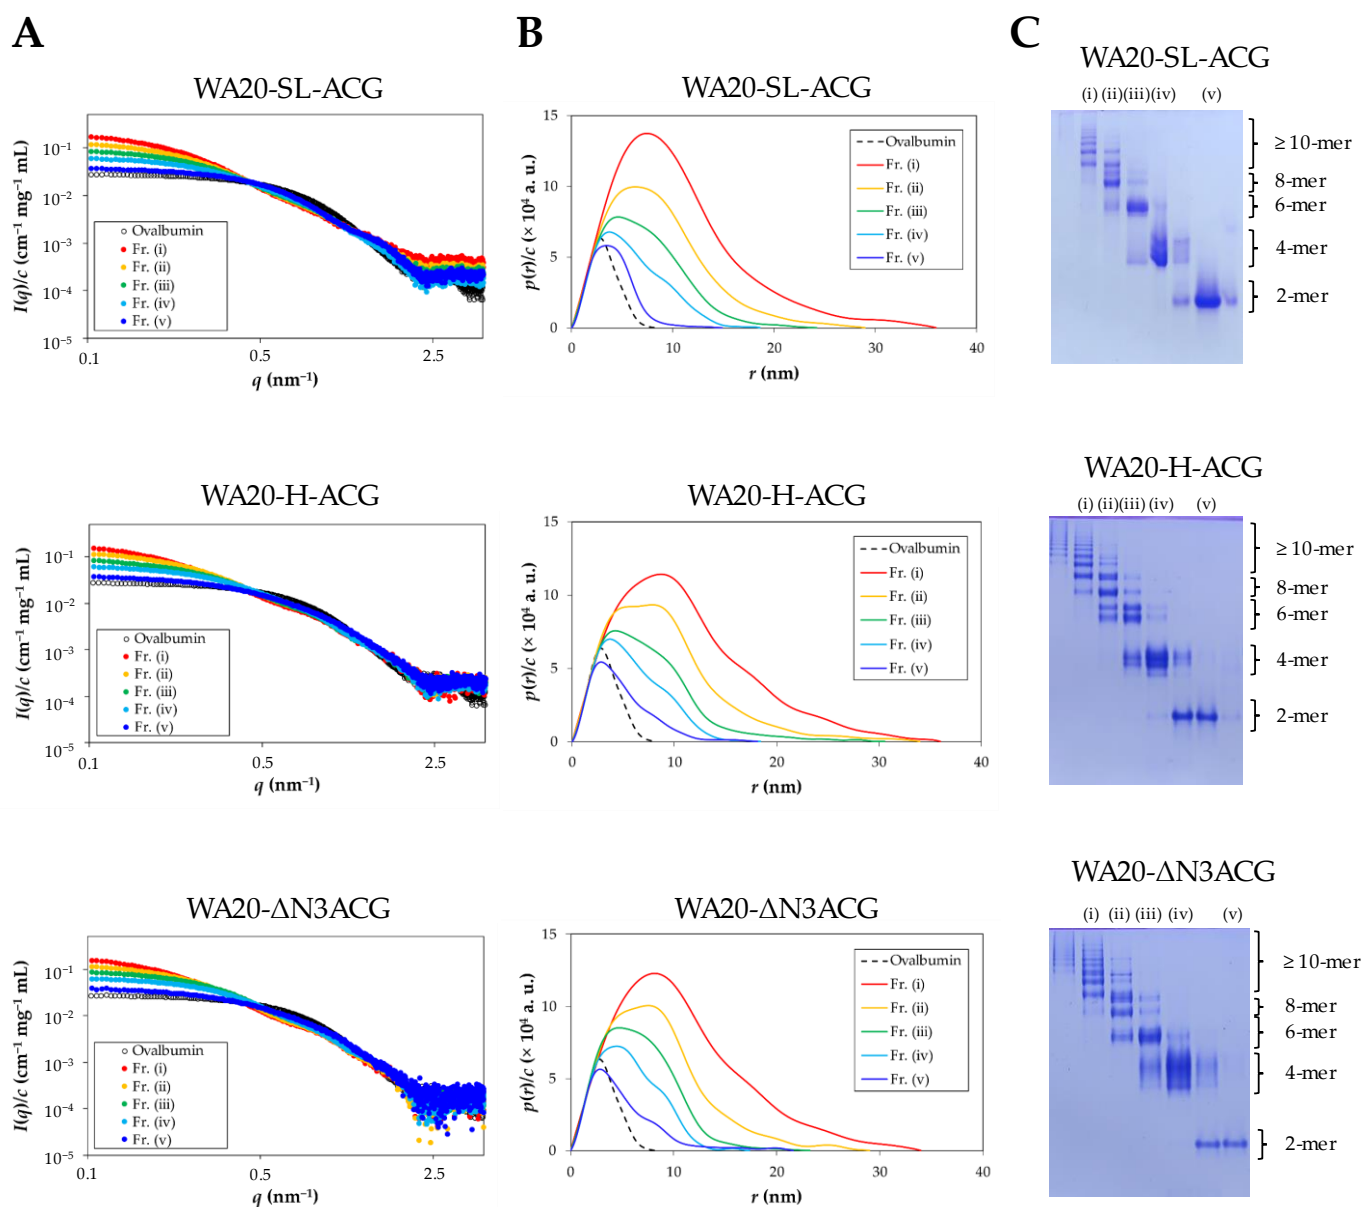 A
B
C
WA20-SL-ACG
I(q)/c (cm⁻¹ mg⁻¹ mL)
10⁻¹
10⁻²
10⁻³
10⁻⁴
10⁻⁵
Ovalbumin
Fr. (i)
Fr. (ii)
Fr. (iii)
Fr. (iv)
Fr. (v)
0.1
0.5
2.5
q (nm⁻¹)
WA20-SL-ACG
p(r)/c (× 10⁴ a. u.)
15
10
5
0
Ovalbumin
Fr. (i)
Fr. (ii)
Fr. (iii)
Fr. (iv)
Fr. (v)
0
10
20
30
40
r (nm)
WA20-SL-ACG
(i) (ii) (iii) (iv) (v)
≥ 10-mer
8-mer
6-mer
4-mer
2-mer
WA20-H-ACG
I(q)/c (cm⁻¹ mg⁻¹ mL)
10⁻¹
10⁻²
10⁻³
10⁻⁴
10⁻⁵
Ovalbumin
Fr. (i)
Fr. (ii)
Fr. (iii)
Fr. (iv)
Fr. (v)
0.1
0.5
2.5
q (nm⁻¹)
WA20-H-ACG
p(r)/c (× 10⁴ a. u.)
15
10
5
0
Ovalbumin
Fr. (i)
Fr. (ii)
Fr. (iii)
Fr. (iv)
Fr. (v)
0
10
20
30
40
r (nm)
WA20-H-ACG
(i) (ii) (iii) (iv) (v)
≥ 10-mer
8-mer
6-mer
4-mer
2-mer
WA20-ΔN3ACG
I(q)/c (cm⁻¹ mg⁻¹ mL)
10⁻¹
10⁻²
10⁻³
10⁻⁴
10⁻⁵
Ovalbumin
Fr. (i)
Fr. (ii)
Fr. (iii)
Fr. (iv)
Fr. (v)
0.1
0.5
2.5
q (nm⁻¹)
WA20-ΔN3ACG
p(r)/c (× 10⁴ a. u.)
15
10
5
0
Ovalbumin
Fr. (i)
Fr. (ii)
Fr. (iii)
Fr. (iv)
Fr. (v)
0
10
20
30
40
r (nm)
WA20-ΔN3ACG
(i) (ii) (iii) (iv) (v)
≥ 10-mer
8-mer
6-mer
4-mer
2-mer